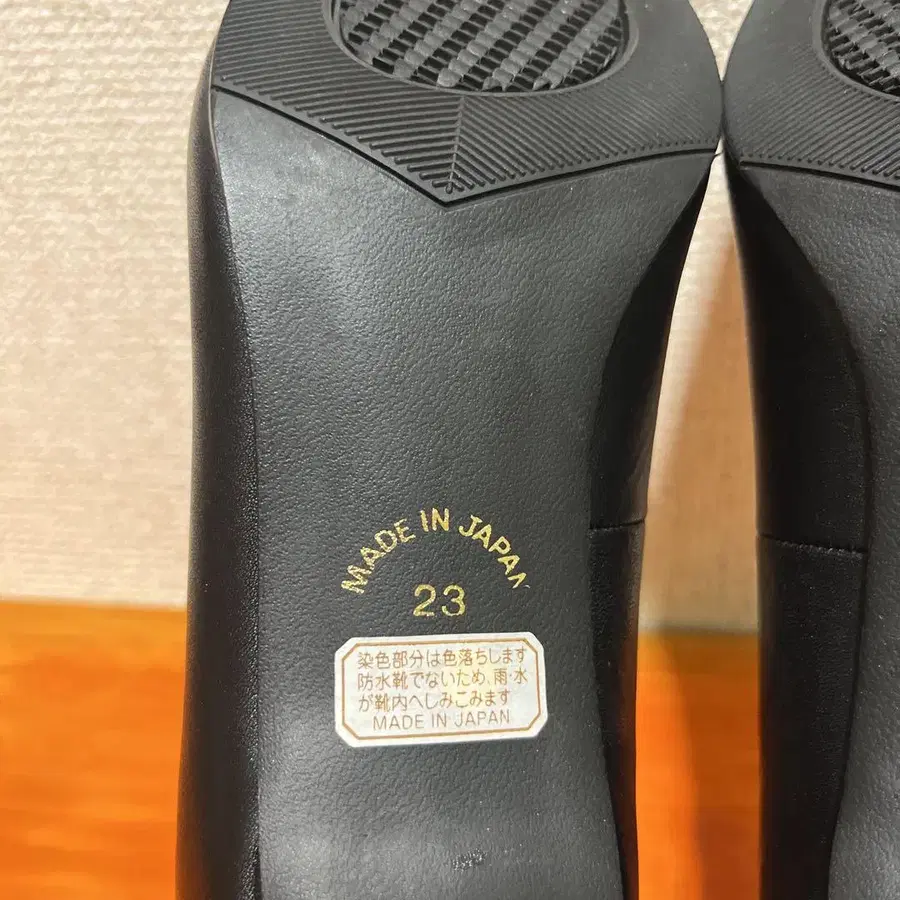 MADE IN JAPAN
23
染色部分は色落ちします
防水靴でないため、雨・水
が靴内へしみこみます
MADE IN JAPAN